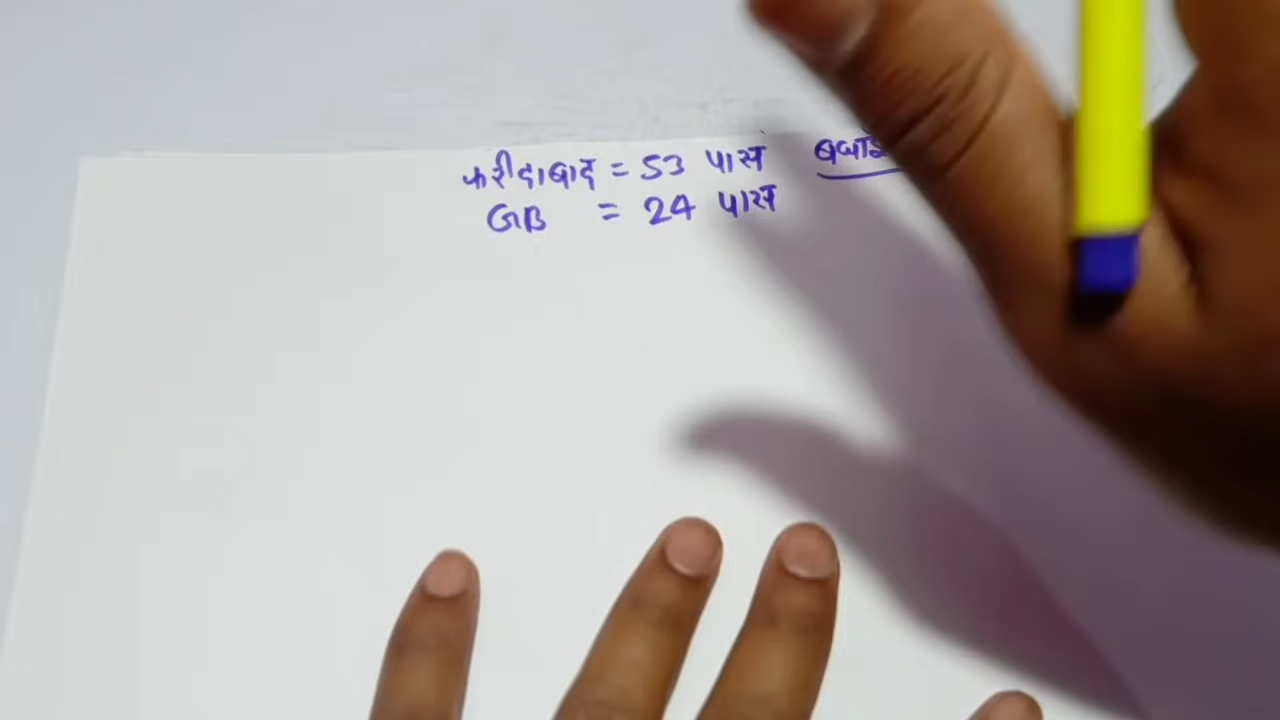 फरीदाबाद = 53 पास
GB = 24 पास